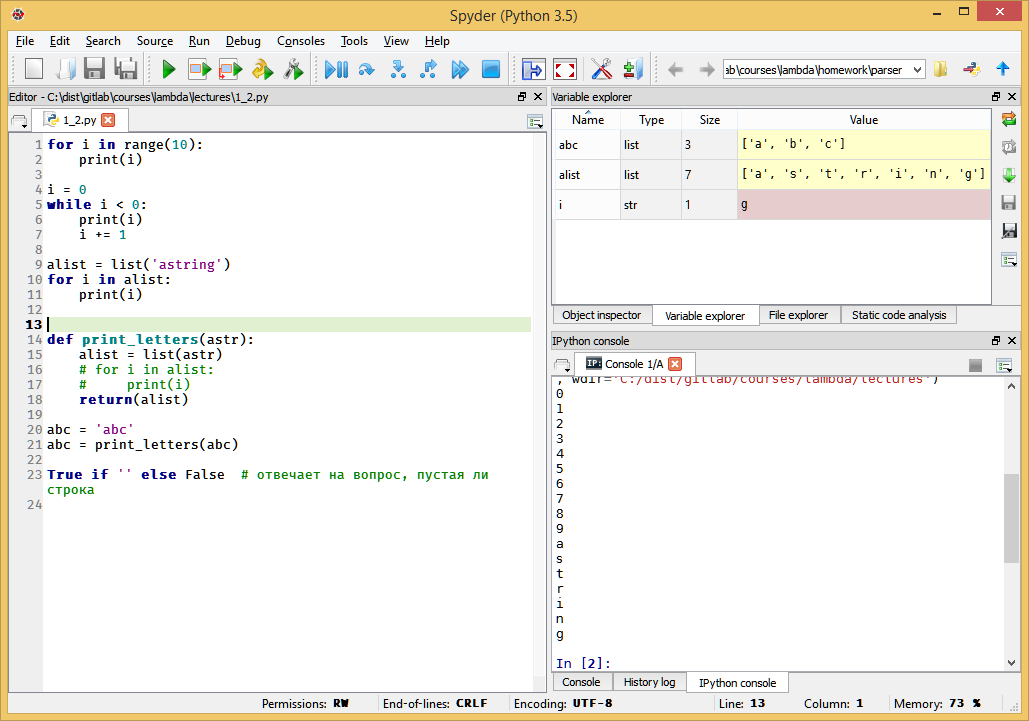 Spyder (Python 3.5)
File Edit Search Source Run Debug Consoles Tools View Help
ab\courses\lambda\homework\parser
Editor - C:\dist\gitlab\courses\lambda\lectures\1_2.py
1_2.py
1 for i in range(10):
2     print(i)
3
4 i = 0
5 while i < 0:
6     print(i)
7     i += 1
8
9 alist = list('astring')
10 for i in alist:
11     print(i)
12
13
14 def print_letters(astr):
15     alist = list(astr)
16     # for i in alist:
17     #     print(i)
18     return(alist)
19
20 abc = 'abc'
21 abc = print_letters(abc)
22
23 True if '' else False  # отвечает на вопрос, пустая ли
строка
24
Variable explorer
Name Type Size Value
abc list 3 ['a', 'b', 'c']
alist list 7 ['a', 's', 't', 'r', 'i', 'n', 'g']
i str 1 g
Object inspector Variable explorer File explorer Static code analysis
IPython console
IP: Console 1/A
, wdir='C:/dist/gitlab/courses/lambda/lectures')
0
1
2
3
4
5
6
7
8
9
a
s
t
r
i
n
g
In [2]:
Console History log IPython console
Permissions: RW End-of-lines: CRLF Encoding: UTF-8 Line: 13 Column: 1 Memory: 73 %